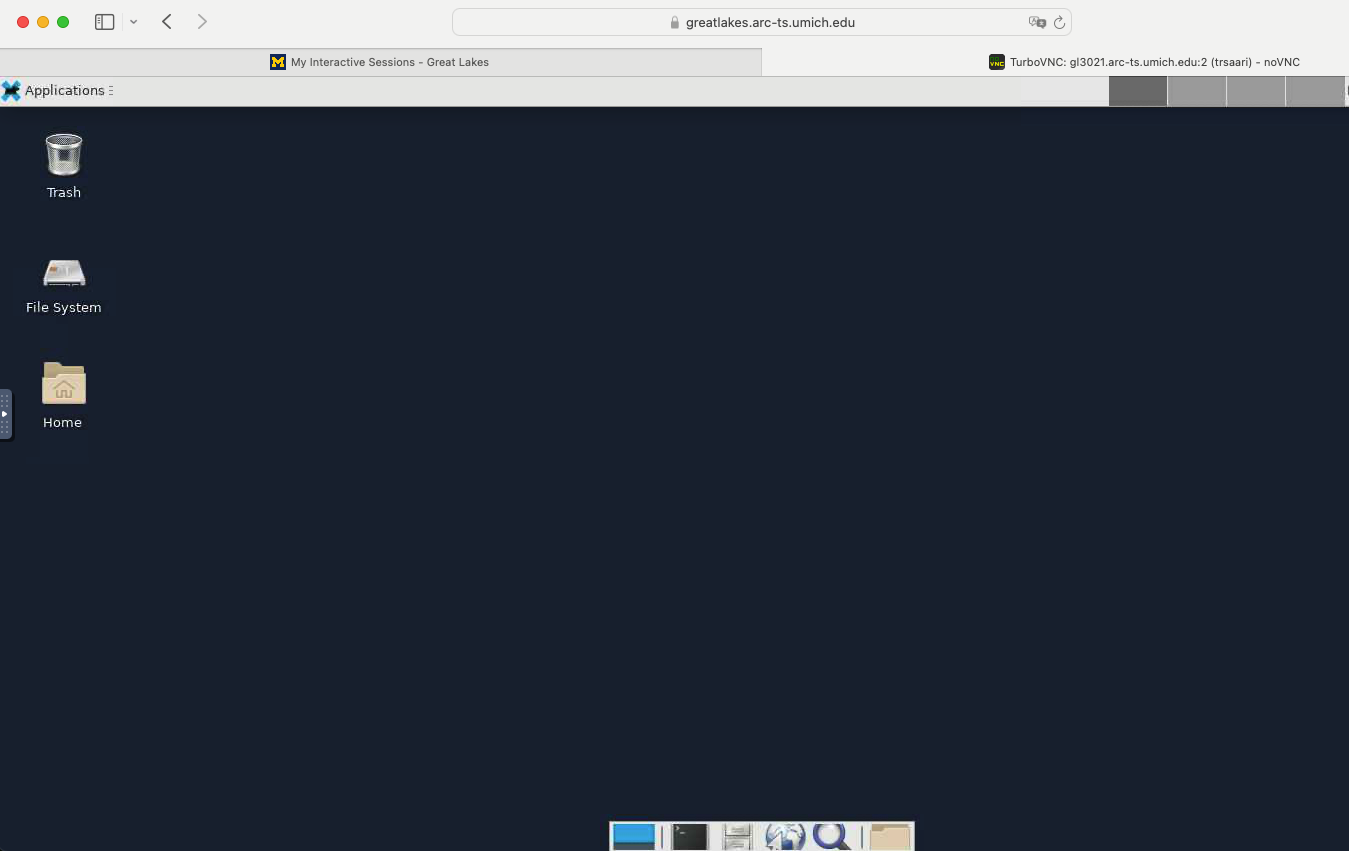 greatlakes.arc-ts.umich.edu
My Interactive Sessions – Great Lakes
TurboVNC: gl3021.arc-ts.umich.edu:2 (trsaari) – noVNC
Applications
Trash
File System
Home